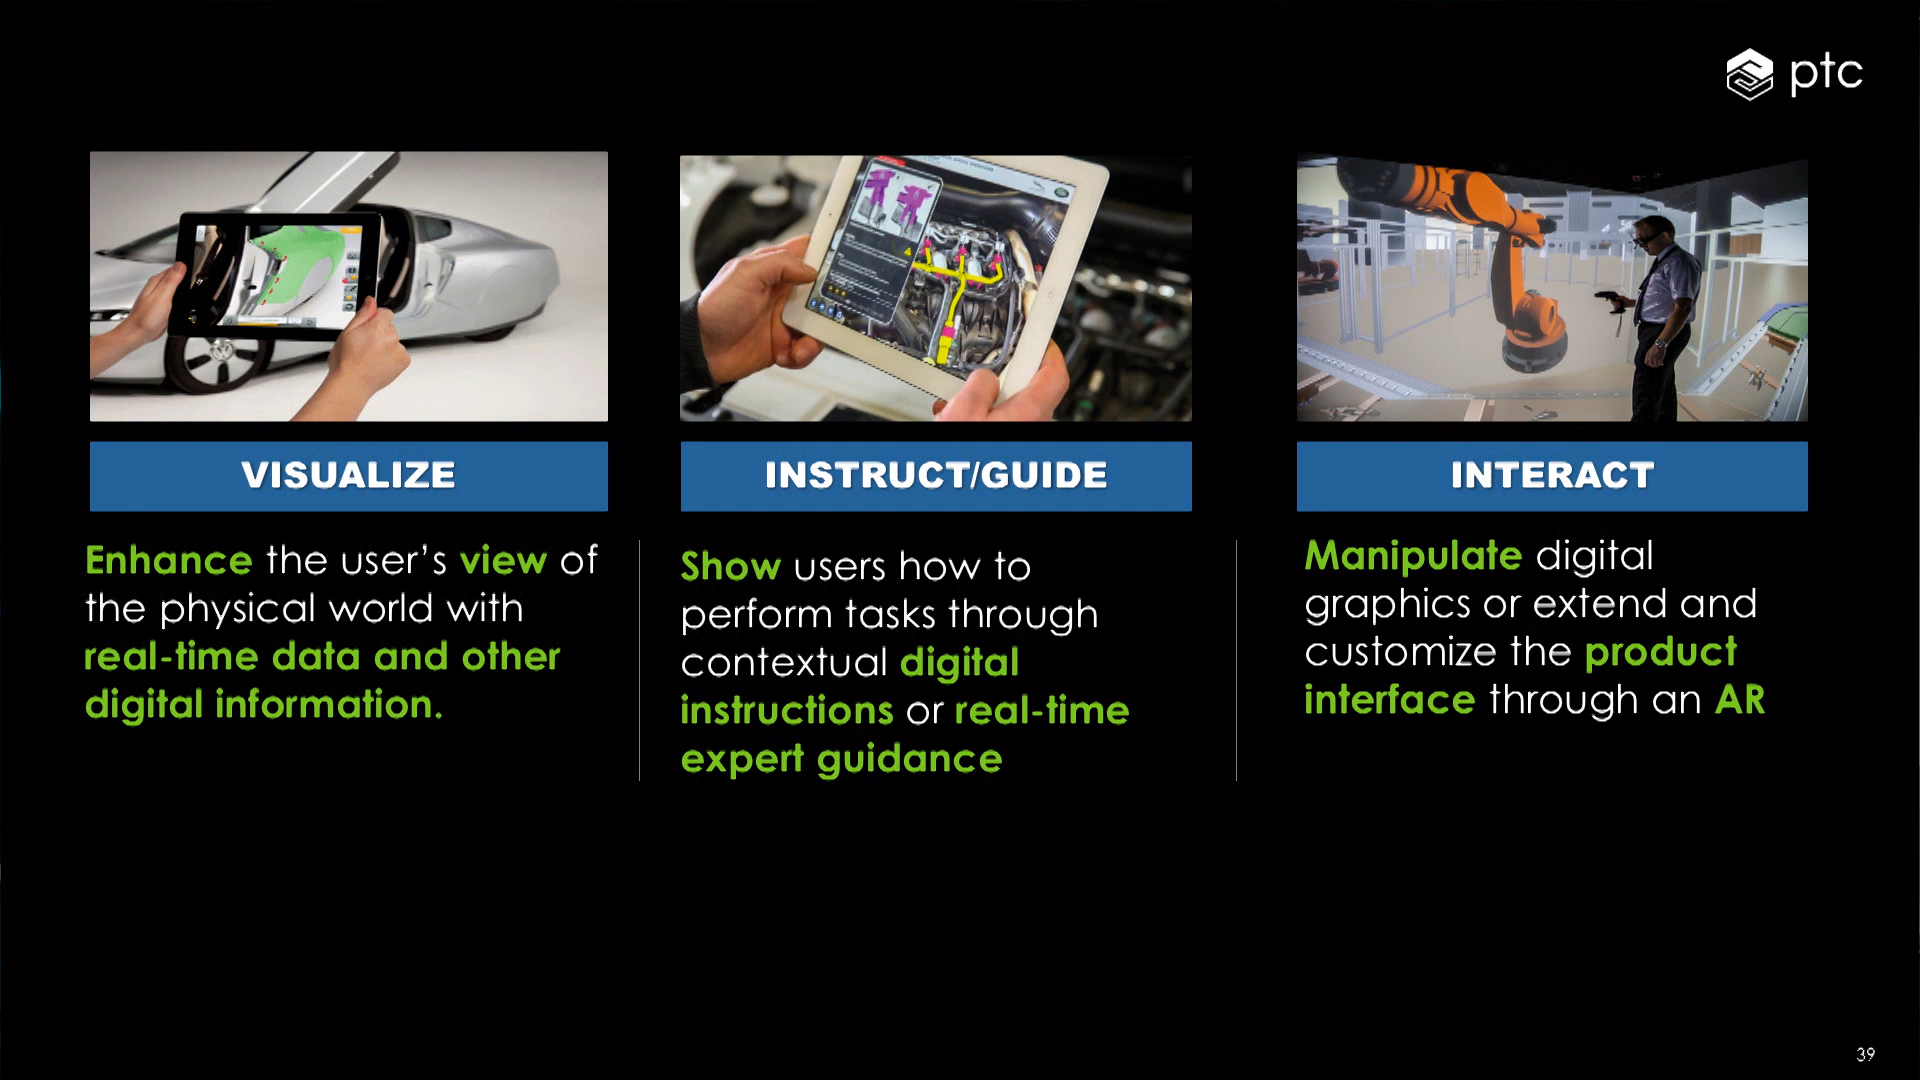 ptc
VISUALIZE
Enhance the user’s view of
the physical world with
real-time data and other
digital information.
INSTRUCT/GUIDE
Show users how to
perform tasks through
contextual digital
instructions or real-time
expert guidance
INTERACT
Manipulate digital
graphics or extend and
customize the product
interface through an AR
39